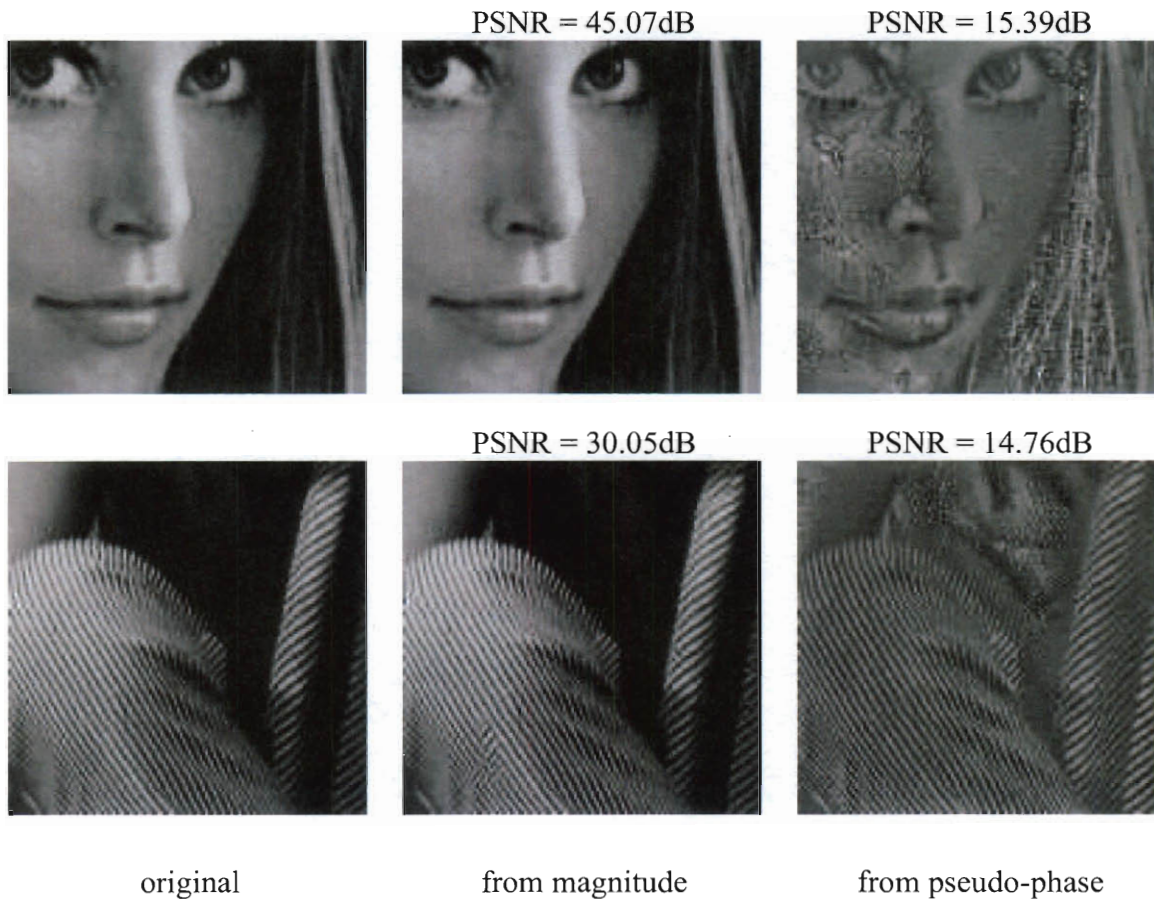 PSNR = 45.07dB
PSNR = 15.39dB
PSNR = 30.05dB
PSNR = 14.76dB
original
from magnitude
from pseudo-phase